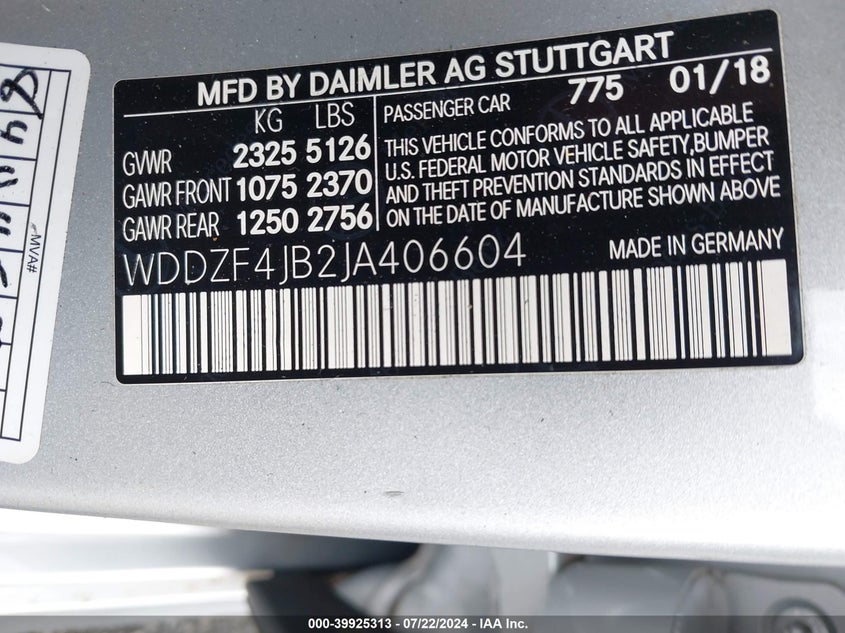 MFD BY DAIMLER AG STUTTGART
KG LBS
GVWR 2325 5126
GAWR FRONT 1075 2370
GAWR REAR 1250 2756
PASSENGER CAR 775 01/18
THIS VEHICLE CONFORMS TO ALL APPLICABLE
U.S. FEDERAL MOTOR VEHICLE SAFETY,BUMPER
AND THEFT PREVENTION STANDARDS IN EFFECT
ON THE DATE OF MANUFACTURE SHOWN ABOVE
WDDZF4JB2JA406604 MADE IN GERMANY
MVA#
000-39925313 - 07/22/2024 - IAA Inc.